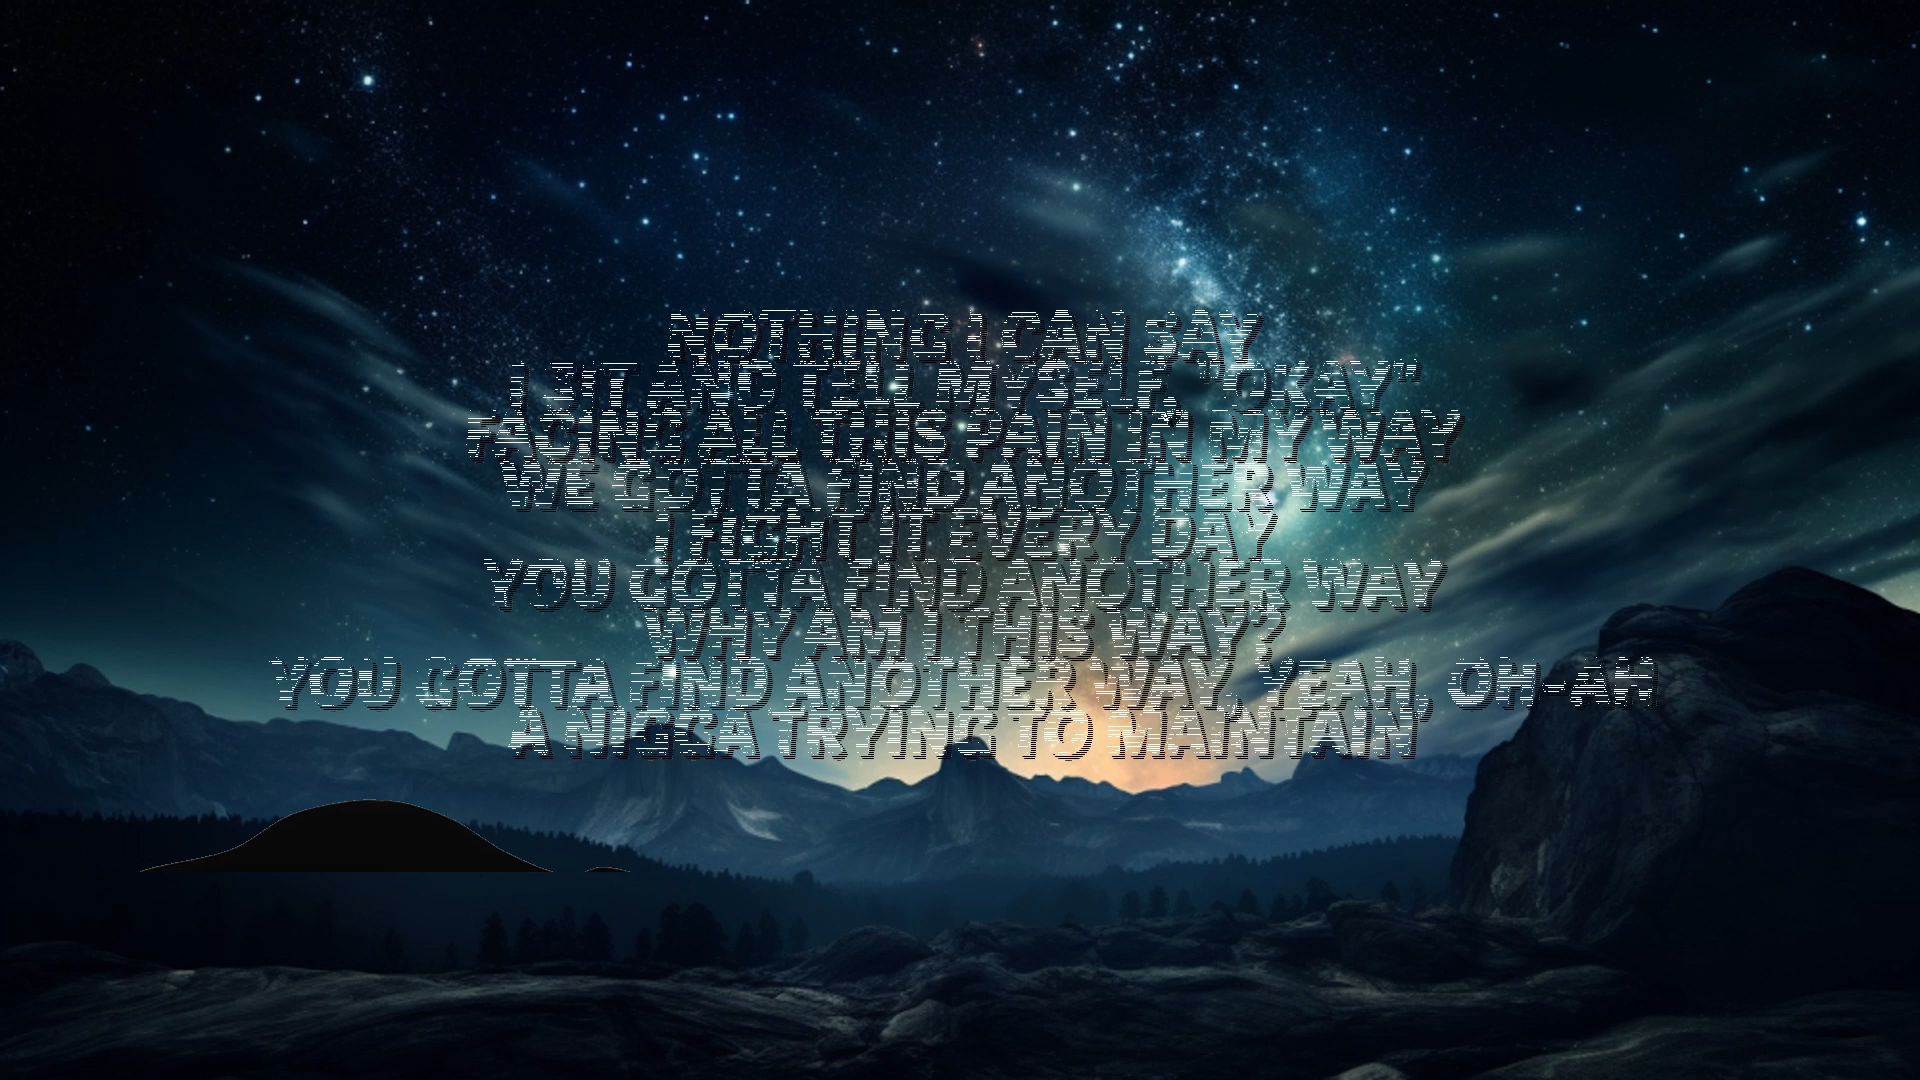 NOTHING I CAN SAY
I SIT AND TELL MYSELF, "OKAY"
FACING ALL THIS PAIN IN MY WAY
WE GOTTA FIND ANOTHER WAY
I FIGHT IT EVERY DAY
YOU GOTTA FIND ANOTHER WAY
WHY AM I THIS WAY?
YOU GOTTA FIND ANOTHER WAY, YEAH, OH-AH
A NIGGA TRYING TO MAINTAIN